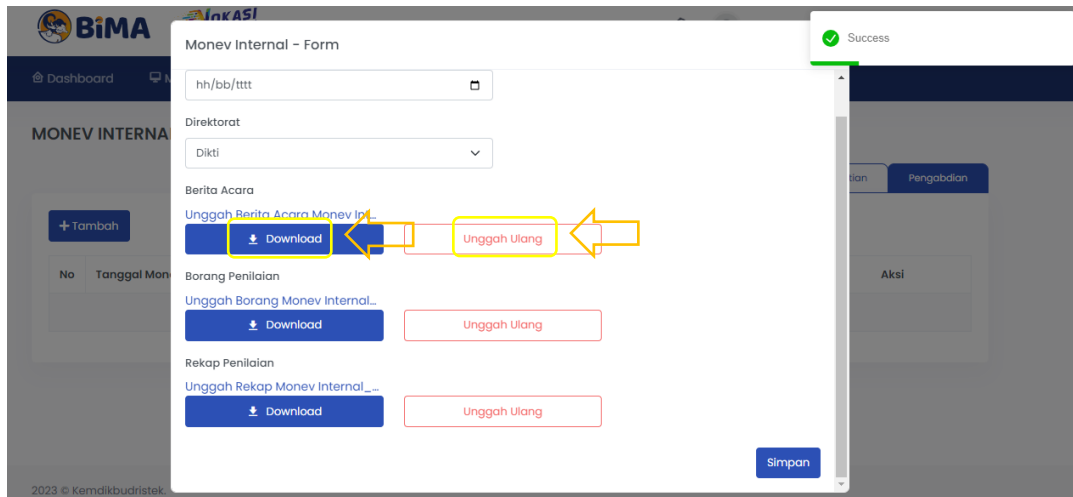 BiMA
Monev Internal - Form
Success
Dashboard
hh/bb/tttt
Direktorat
MONEV INTERNA
Dikti
Pengabdian
Berita Acara
Unggah Berita Acara Monev Int...
+ Tambah
Download
Unggah Ulang
No
Tanggal Mon
Aksi
Borang Penilaian
Unggah Borang Monev Internal...
Download
Unggah Ulang
Rekap Penilaian
Unggah Rekap Monev Internal_...
Download
Unggah Ulang
Simpan
2023 © Kemdikbudristek.